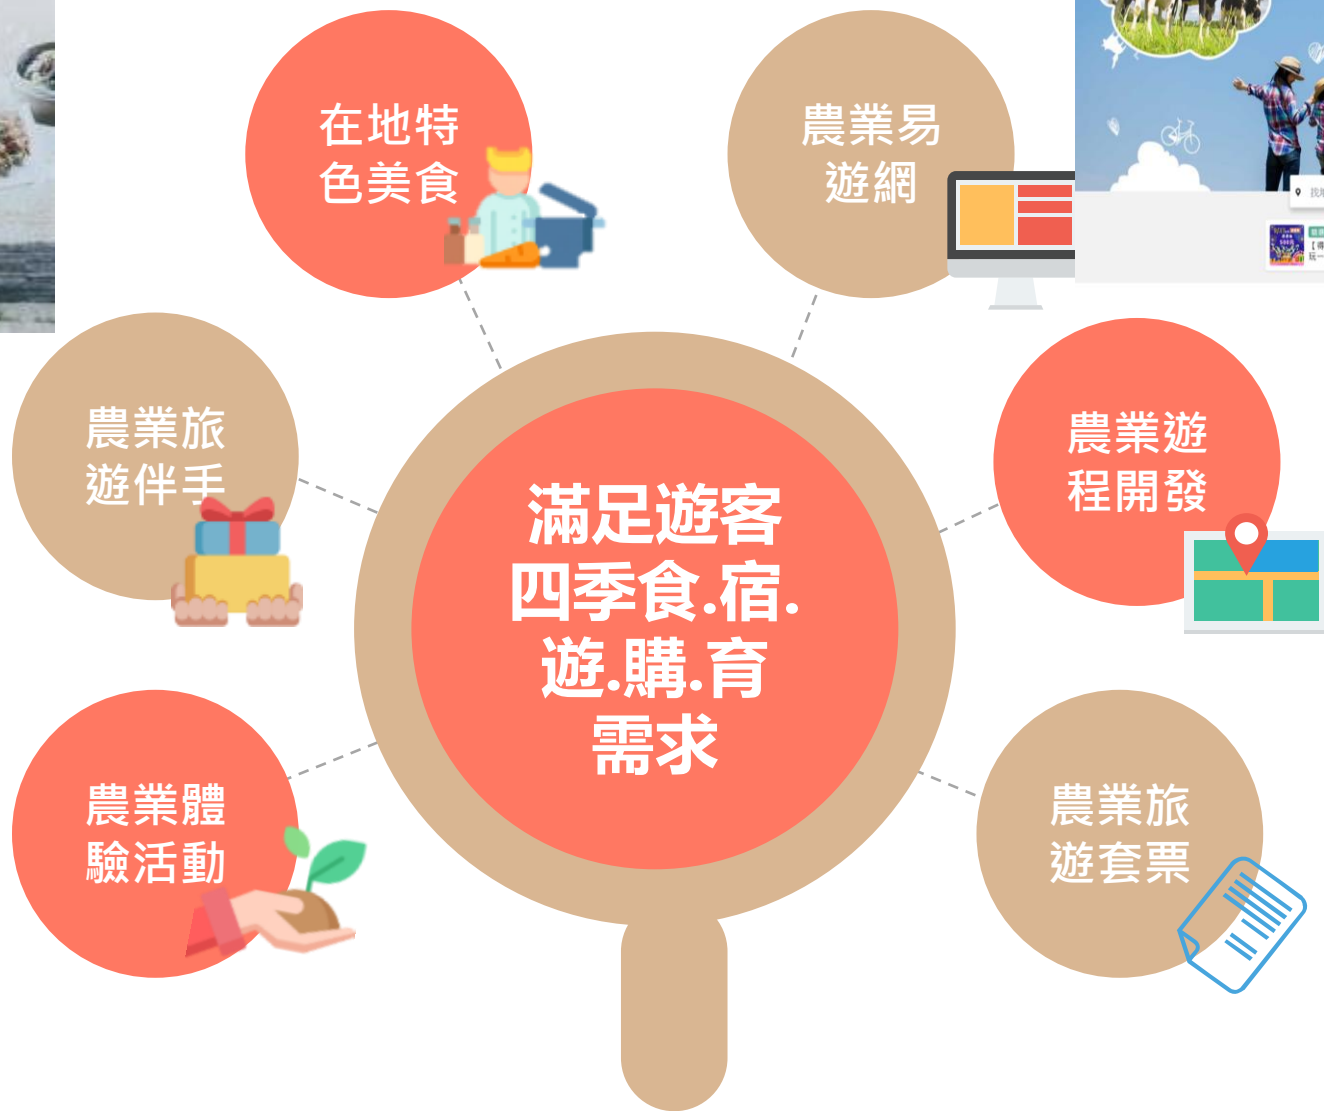 在地特
色美食
農業易
遊網
農業旅
遊伴手
農業遊
程開發
滿足遊客
四季食.宿.
遊.購.育
需求
農業體
驗活動
農業旅
遊套票